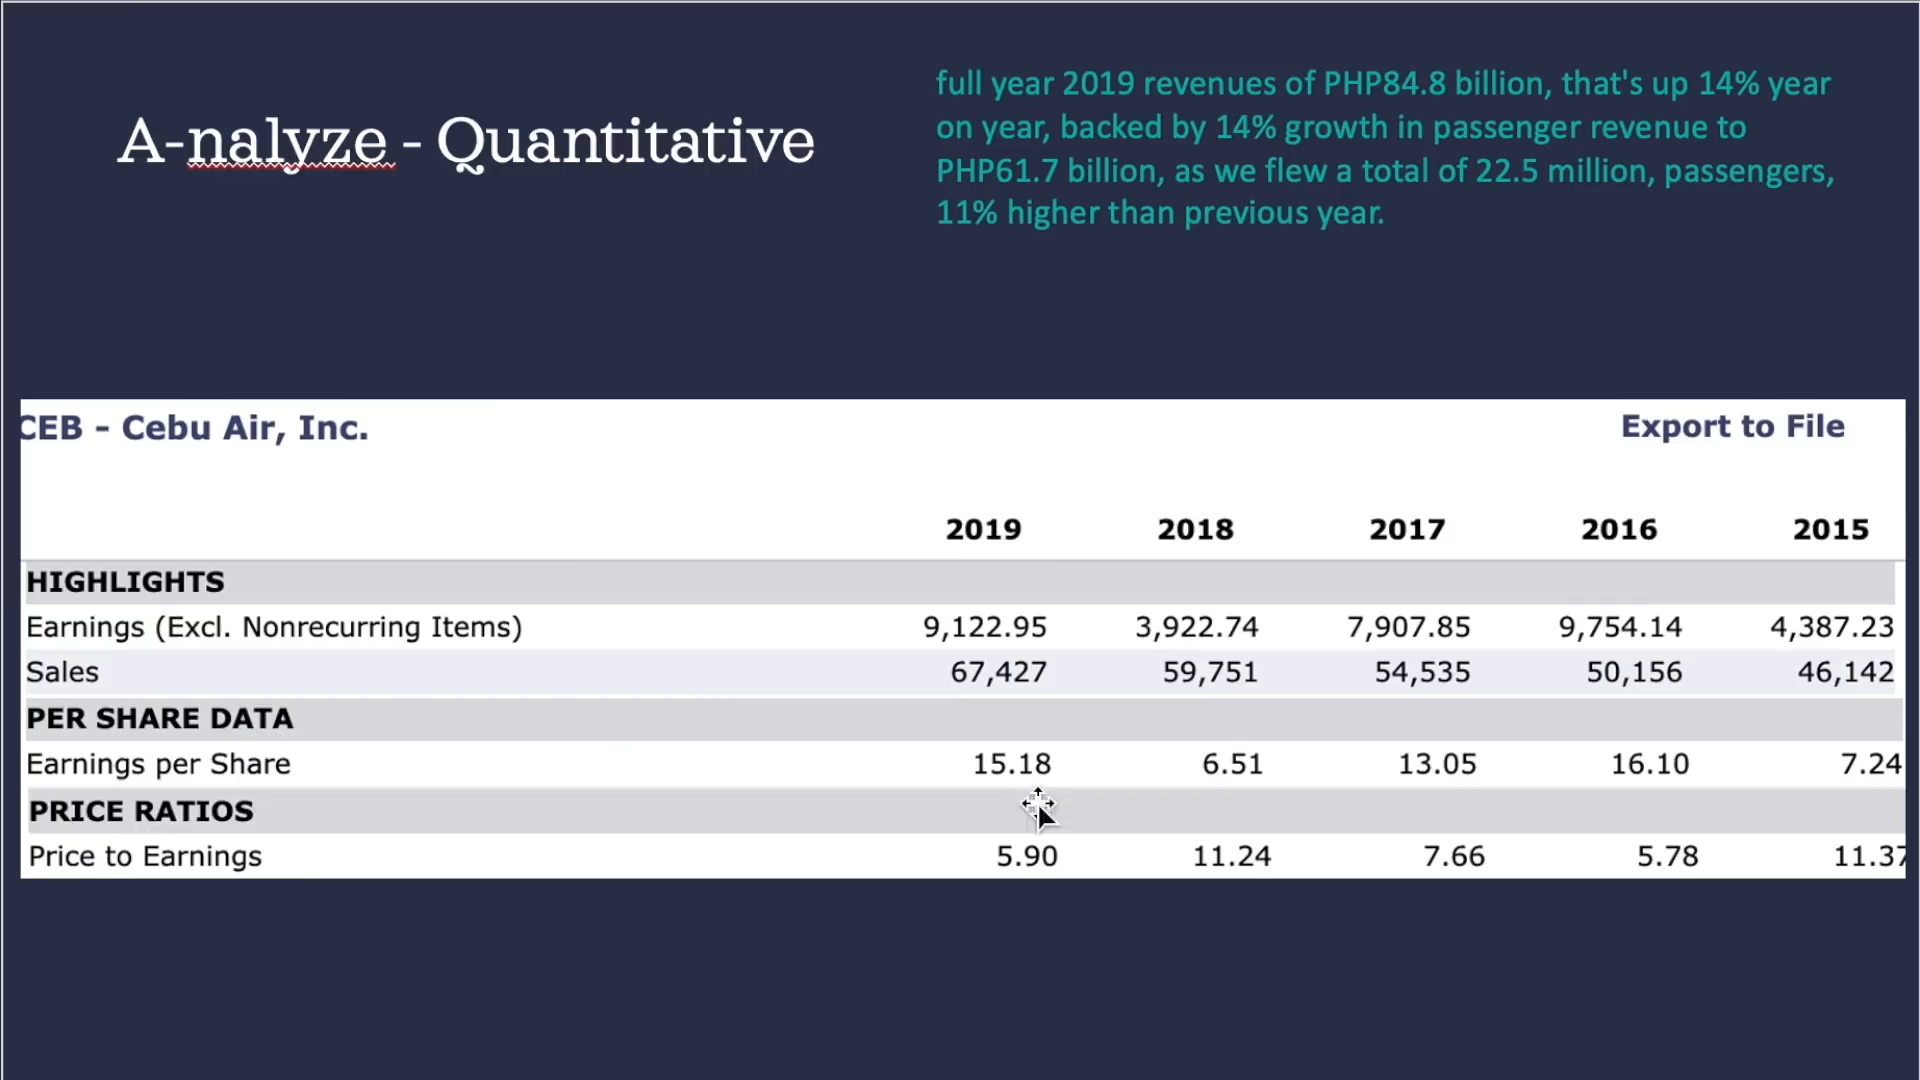 A-nalyze - Quantitative
full year 2019 revenues of PHP84.8 billion, that's up 14% year
on year, backed by 14% growth in passenger revenue to
PHP61.7 billion, as we flew a total of 22.5 million, passengers,
11% higher than previous year.
CEB - Cebu Air, Inc. Export to File
2019 2018 2017 2016 2015
HIGHLIGHTS
Earnings (Excl. Nonrecurring Items) 9,122.95 3,922.74 7,907.85 9,754.14 4,387.23
Sales 67,427 59,751 54,535 50,156 46,142
PER SHARE DATA
Earnings per Share 15.18 6.51 13.05 16.10 7.24
PRICE RATIOS
Price to Earnings 5.90 11.24 7.66 5.78 11.37